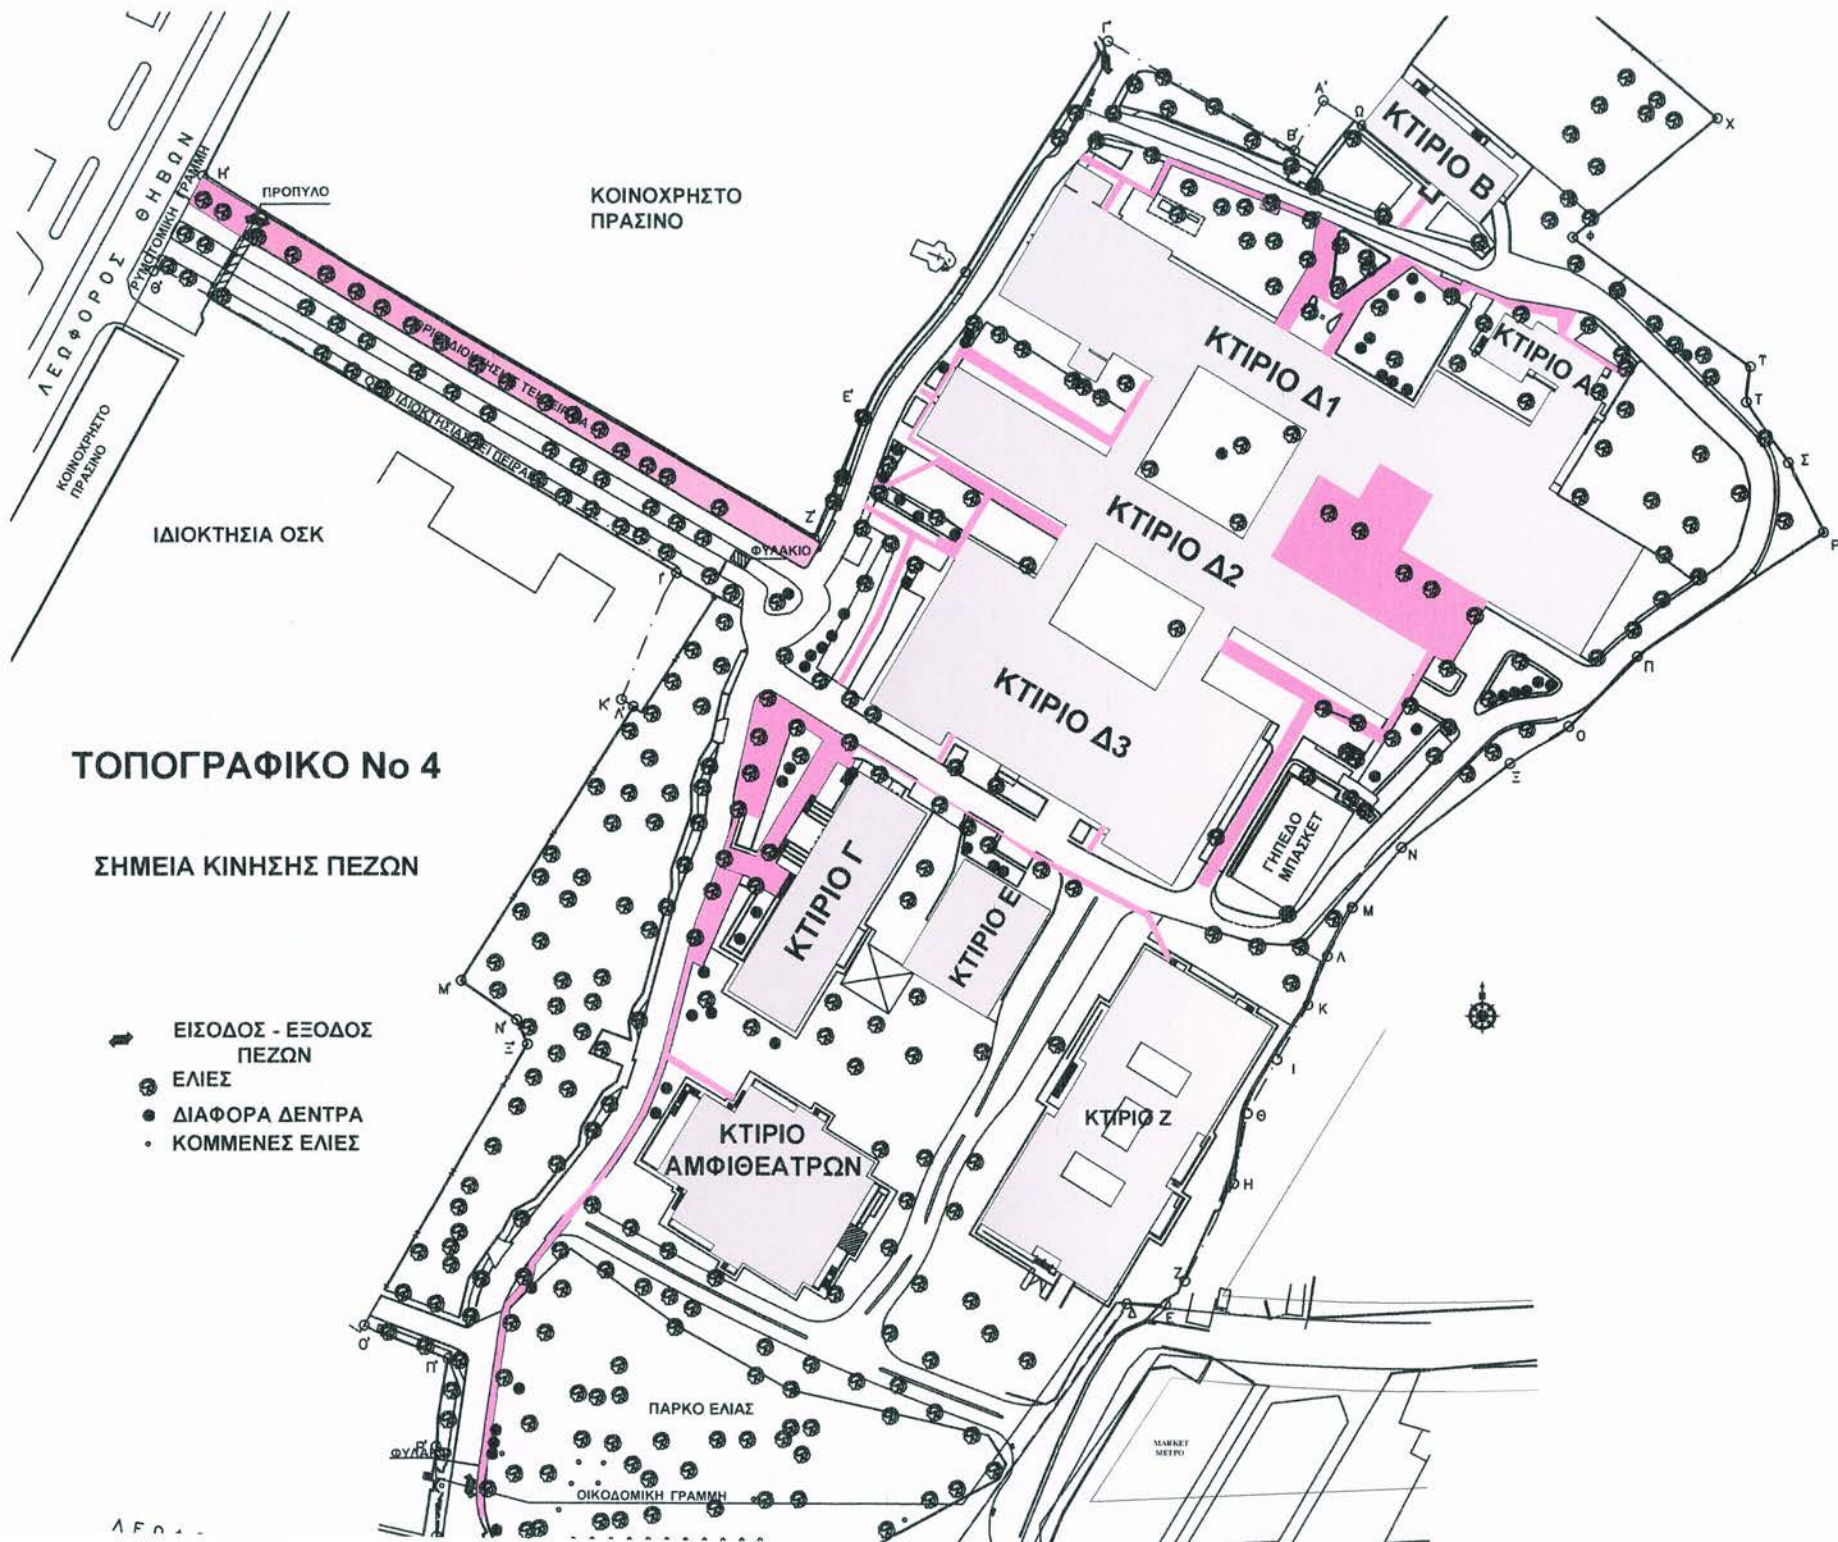 ΛΕΩΦΟΡΟΣ ΘΗΒΩΝ
ΡΥΜΟΤΟΜΙΚΗ ΓΡΑΜΜΗ
Η'
Θ'
ΠΡΟΠΥΛΟ
ΚΟΙΝΟΧΡΗΣΤΟ
ΠΡΑΣΙΝΟ
ΚΟΙΝΟΧΡΗΣΤΟ
ΠΡΑΣΙΝΟ
ΙΔΙΟΚΤΗΣΙΑ ΟΣΚ
Γ'
Α'
Β'
Ω
Χ
Φ
Τ
Τ
Σ
Ρ
Π
Ο
Ξ
Ν
Μ
Λ
Κ
Ι
Θ
Η
Ζ
Ε
Δ
Ε'
Ζ'
ΦΥΛΑΚΙΟ
Κ'
Λ'
Μ'
Ν'
Ξ'
Ο'
Π'
ΚΤΙΡΙΟ Β
ΚΤΙΡΙΟ Α
ΚΤΙΡΙΟ Δ1
ΚΤΙΡΙΟ Δ2
ΚΤΙΡΙΟ Δ3
ΓΗΠΕΔΟ
ΜΠΑΣΚΕΤ
ΚΤΙΡΙΟ Γ
ΚΤΙΡΙΟ Ε
ΚΤΙΡΙΟ Ζ
ΚΤΙΡΙΟ
ΑΜΦΙΘΕΑΤΡΩΝ
ΤΟΠΟΓΡΑΦΙΚΟ Νο 4
ΣΗΜΕΙΑ ΚΙΝΗΣΗΣ ΠΕΖΩΝ
ΕΙΣΟΔΟΣ - ΕΞΟΔΟΣ
ΠΕΖΩΝ
ΕΛΙΕΣ
ΔΙΑΦΟΡΑ ΔΕΝΤΡΑ
ΚΟΜΜΕΝΕΣ ΕΛΙΕΣ
ΠΑΡΚΟ ΕΛΙΑΣ
ΦΥΛΑΚΙΟ
ΟΙΚΟΔΟΜΙΚΗ ΓΡΑΜΜΗ
MARKET
ΜΕΤΡΟ